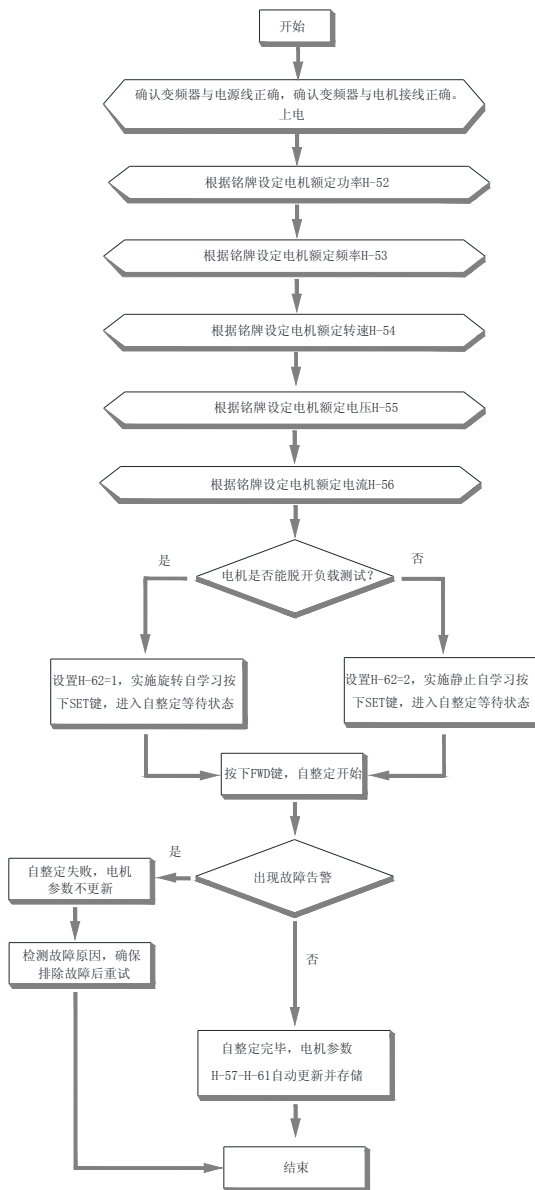 开始
确认变频器与电源线正确，确认变频器与电机接线正确。
上电
根据铭牌设定电机额定功率H-52
根据铭牌设定电机额定频率H-53
根据铭牌设定电机额定转速H-54
根据铭牌设定电机额定电压H-55
根据铭牌设定电机额定电流H-56
电机是否能脱开负载测试？
是
否
设置H-62=1，实施旋转自学习按
下SET键，进入自整定等待状态
设置H-62=2，实施静止自学习按
下SET键，进入自整定等待状态
按下FWD键，自整定开始
出现故障告警
是
自整定失败，电机
参数不更新
检测故障原因，确保
排除故障后重试
否
自整定完毕，电机参数
H-57-H-61自动更新并存储
结束